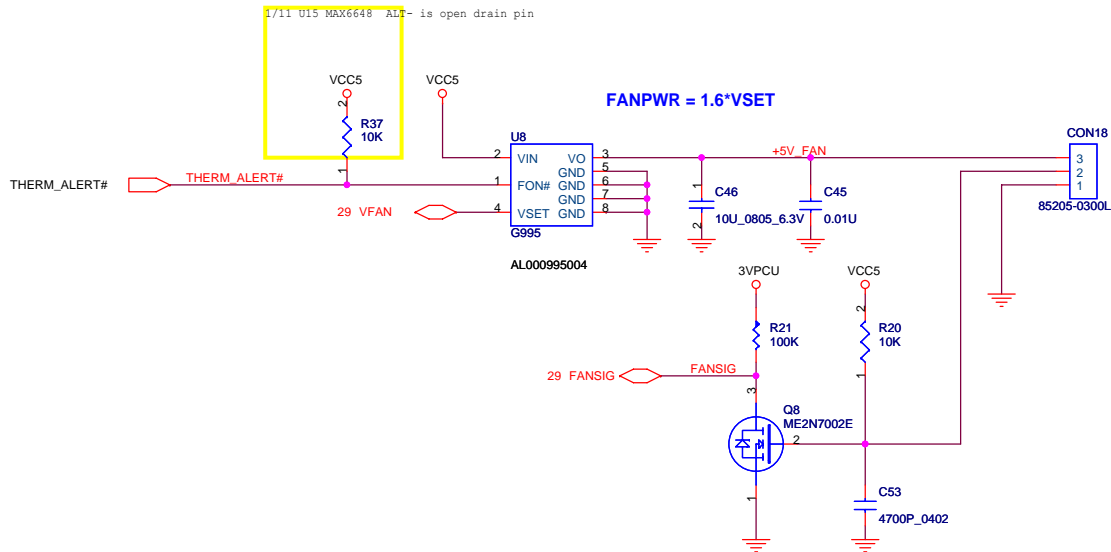 1/11 U15 MAX6648 ALT- is open drain pin
VCC5
VCC5
FANPWR = 1.6*VSET
2
R37
10K
1
U8
CON18
THERM_ALERT#
THERM_ALERT#
2 VIN VO 3
GND 5
1 FON# GND 6
GND 7
29 VFAN 4 VSET GND 8
G995
AL000995004
+5V_FAN
1
C46
10U_0805_6.3V
2
C45
0.01U
3
2
1
85205-0300L
3VPCU
VCC5
R21
100K
2
R20
10K
1
29 FANSIG
FANSIG
3
Q8
ME2N7002E
2
1
C53
4700P_0402